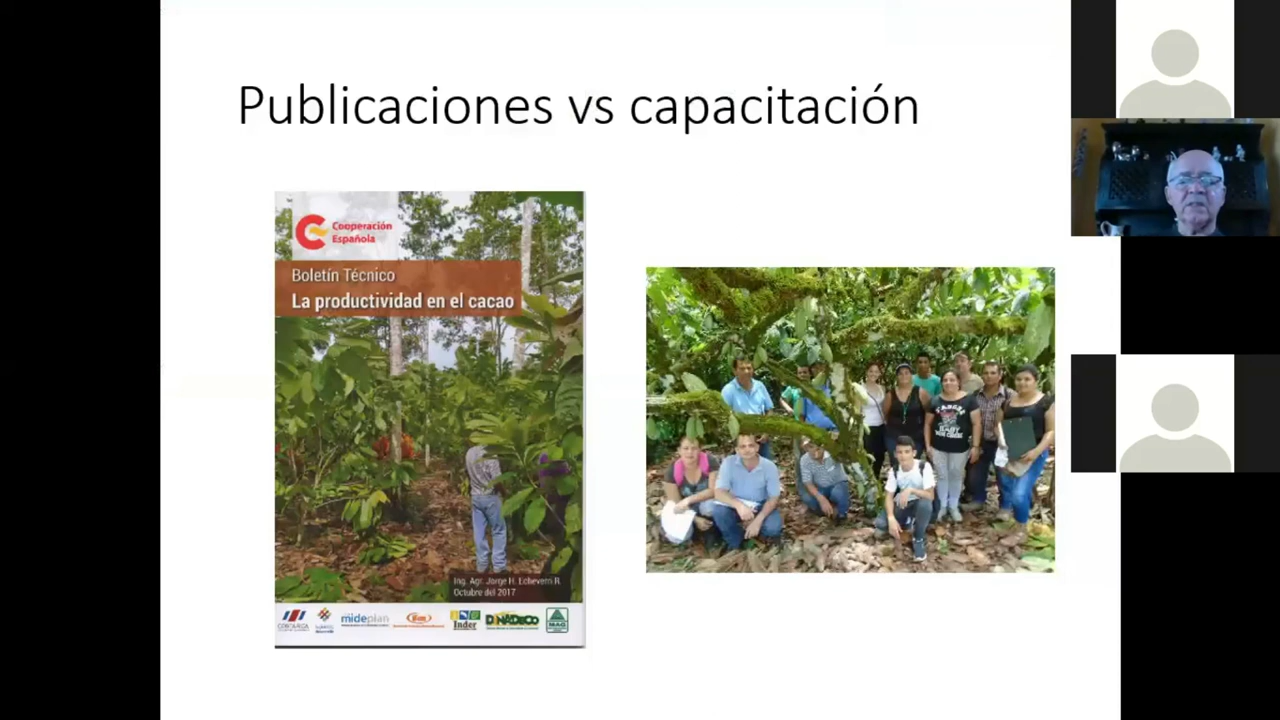 Publicaciones vs capacitación
Cooperación
Española
Boletín Técnico
La productividad en el cacao
Ing. Agr. Jorge H. Echeverri R.
Octubre del 2017
mideplan
Inder
DINADECO
MAG